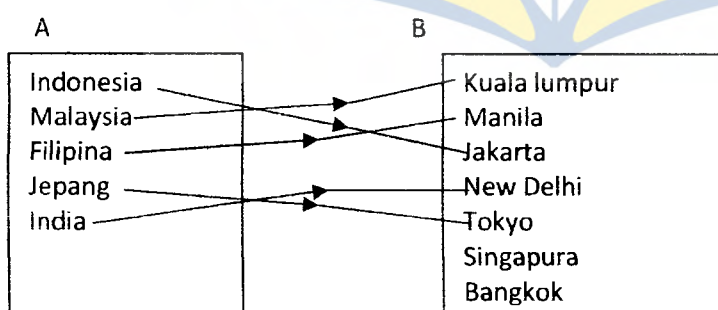 A
B
Indonesia
Malaysia
Filipina
Jepang
India
Kuala lumpur
Manila
Jakarta
New Delhi
Tokyo
Singapura
Bangkok